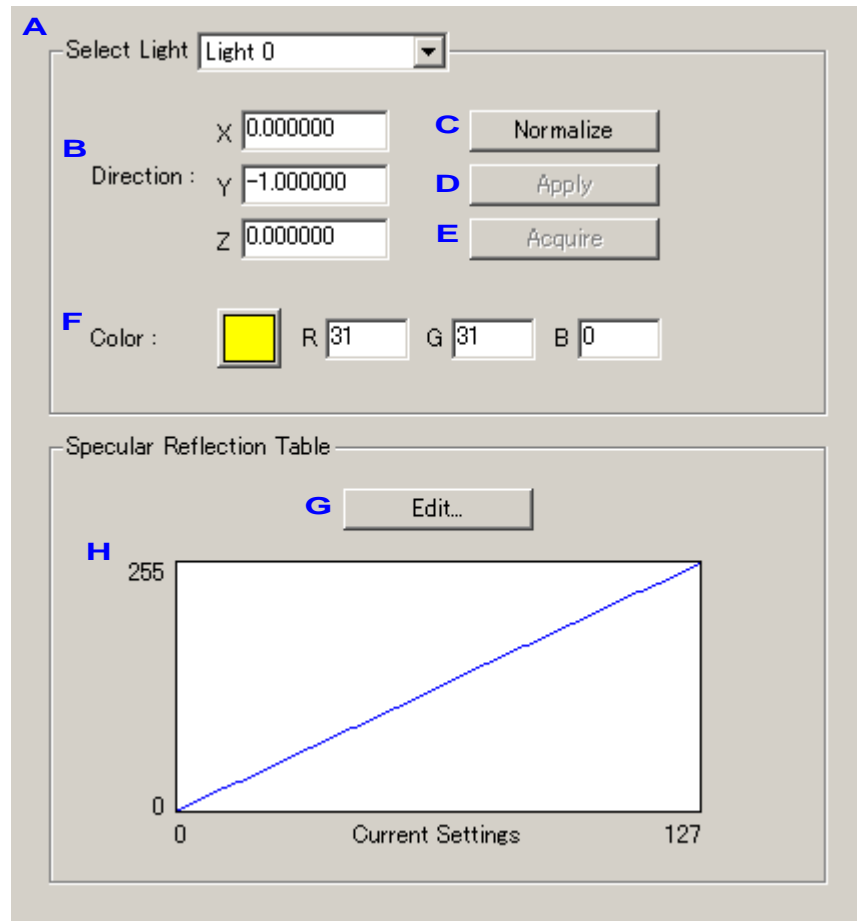 A
Select Light Light 0
B
Direction :
X 0.000000
C Normalize
Y -1.000000
D Apply
Z 0.000000
E Acquire
F
Color : R 31 G 31 B 0
Specular Reflection Table
G Edit...
H
255
0
0 Current Settings 127